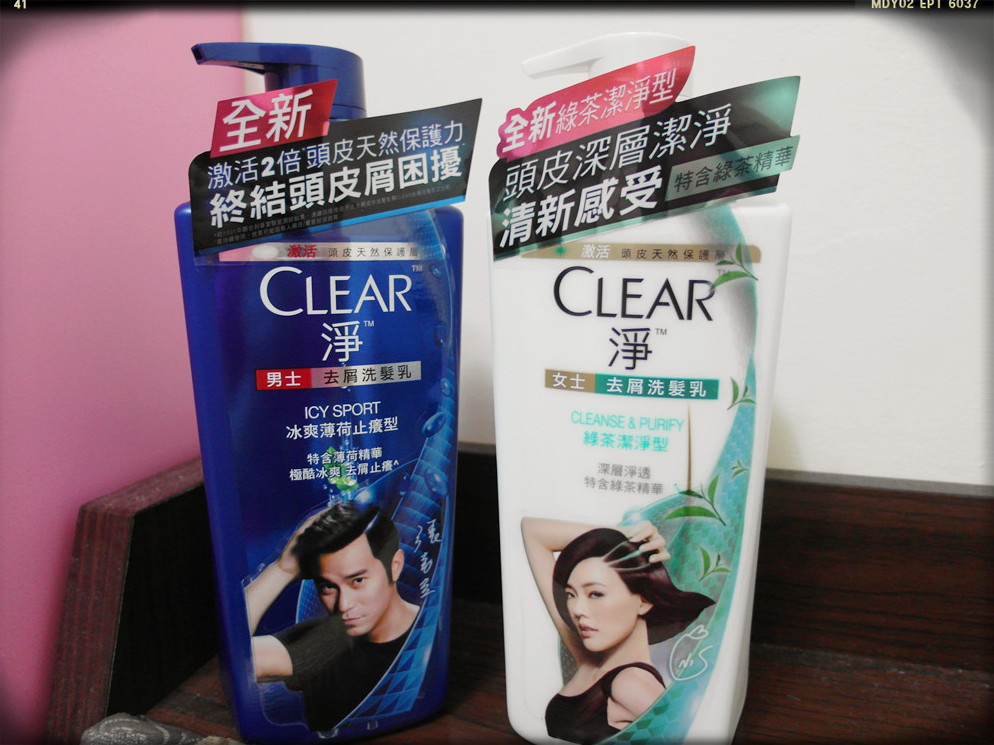 41
MDY02 EPT 6037
全新
激活2倍 頭皮天然保護力
終結頭皮屑困擾
激活 頭皮天然保護層
CLEAR™
淨™
男士 去屑洗髮乳
ICY SPORT
冰爽薄荷止癢型
特含薄荷精華
極酷冰爽 去屑止癢^
全新綠茶潔淨型
頭皮深層潔淨
清新感受 特含綠茶精華
激活 頭皮天然保護層
CLEAR™
淨™
女士 去屑洗髮乳
CLEANSE & PURIFY
綠茶潔淨型
深層淨透
特含綠茶精華